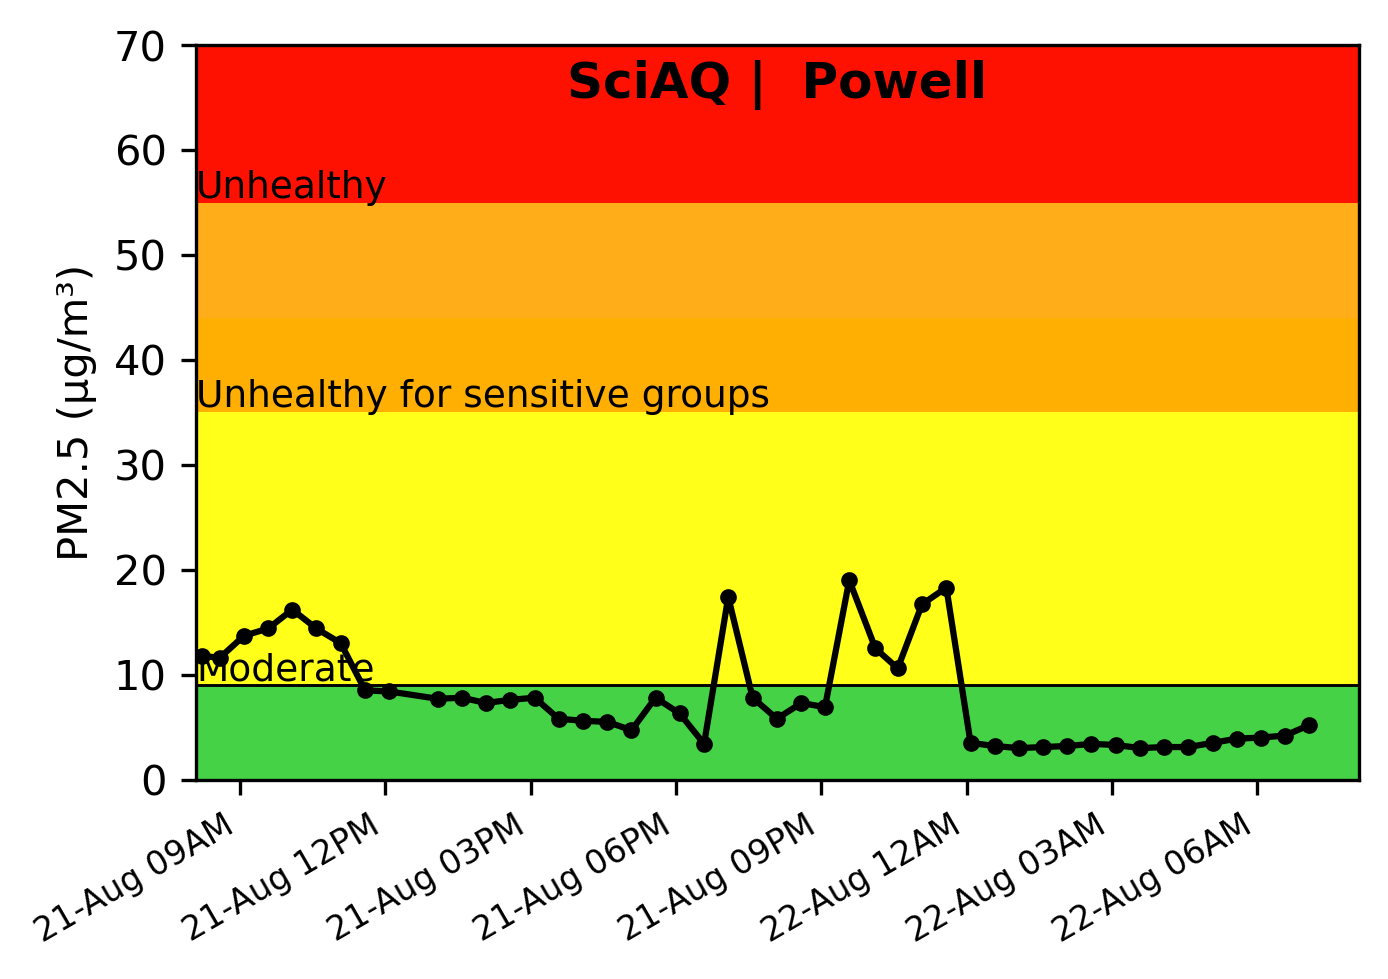 SciAQ | Powell
70
60
50
40
30
20
10
0
PM2.5 (µg/m³)
Unhealthy
Unhealthy for sensitive groups
Moderate
21-Aug 09AM
21-Aug 12PM
21-Aug 03PM
21-Aug 06PM
21-Aug 09PM
22-Aug 12AM
22-Aug 03AM
22-Aug 06AM